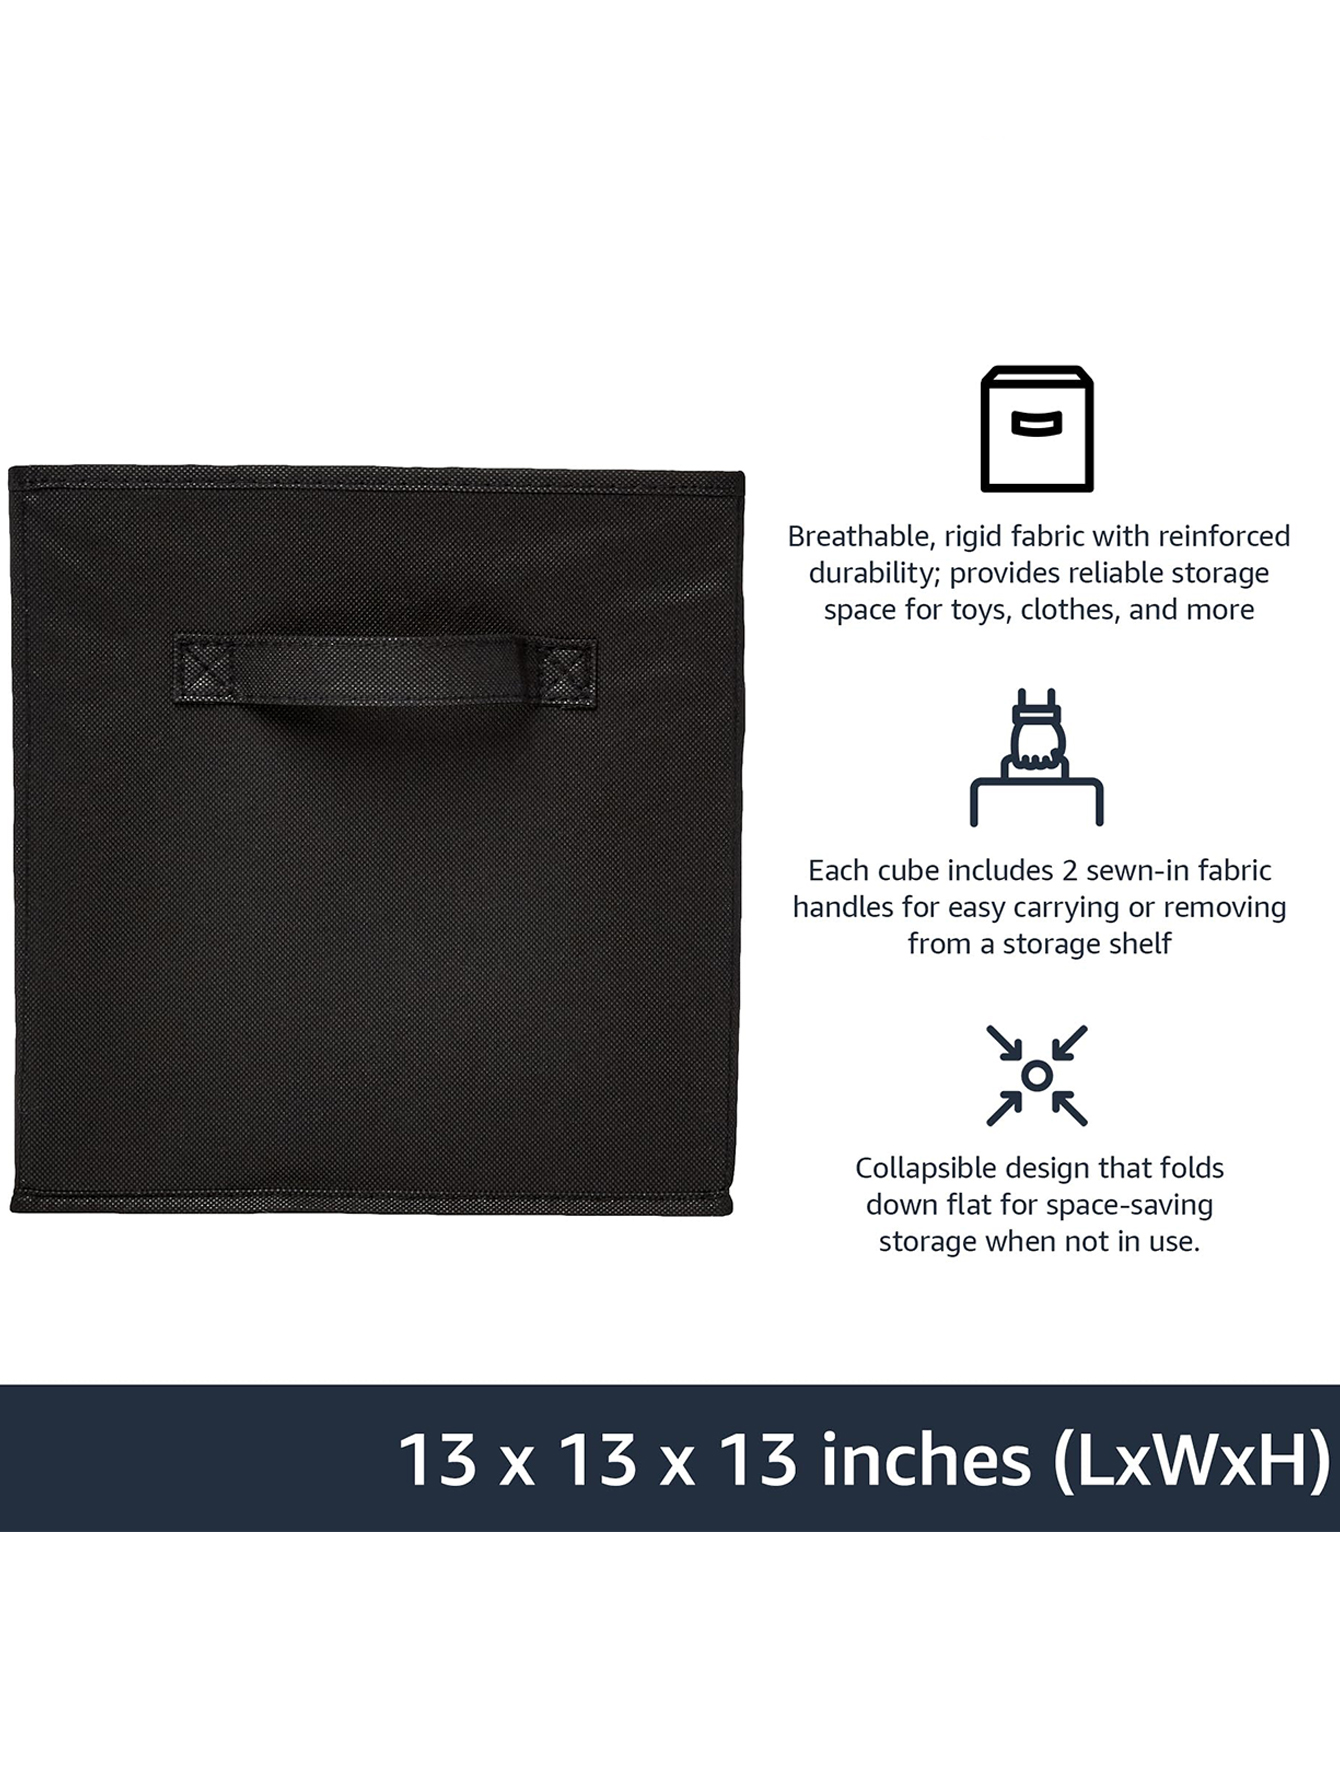 Breathable, rigid fabric with reinforced
durability; provides reliable storage
space for toys, clothes, and more
Each cube includes 2 sewn-in fabric
handles for easy carrying or removing
from a storage shelf
Collapsible design that folds
down flat for space-saving
storage when not in use.
13 x 13 x 13 inches (LxWxH)